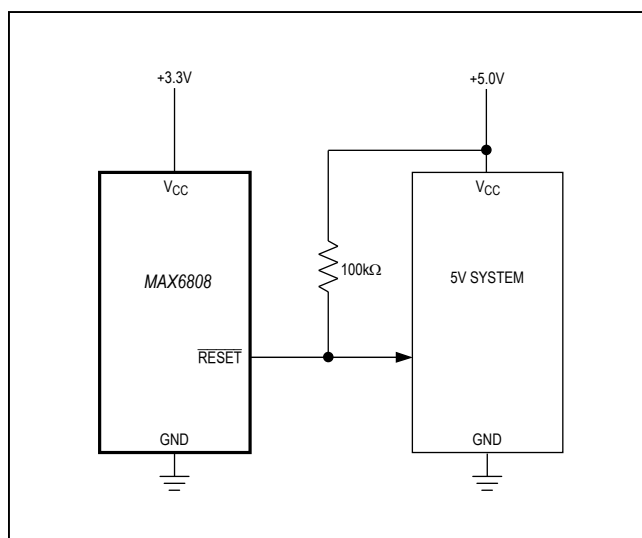 +3.3V
+5.0V
VCC
VCC
MAX6808
100kΩ
5V SYSTEM
RESET
GND
GND